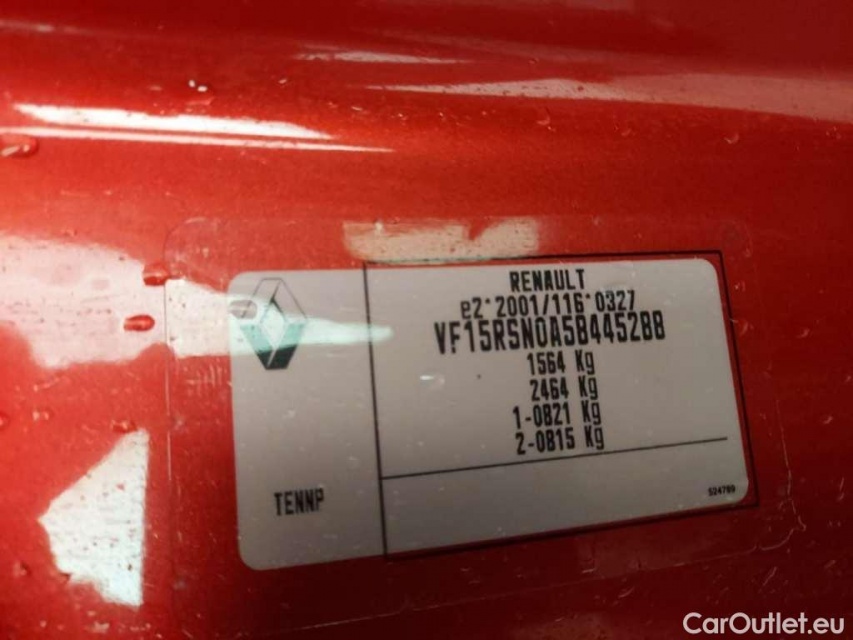 RENAULT
e2*2001/116*0327
VF15RSN0A58445288
1564 Kg
2464 Kg
1-0821 Kg
2-0815 Kg
TENNP
524789
CarOutlet.eu